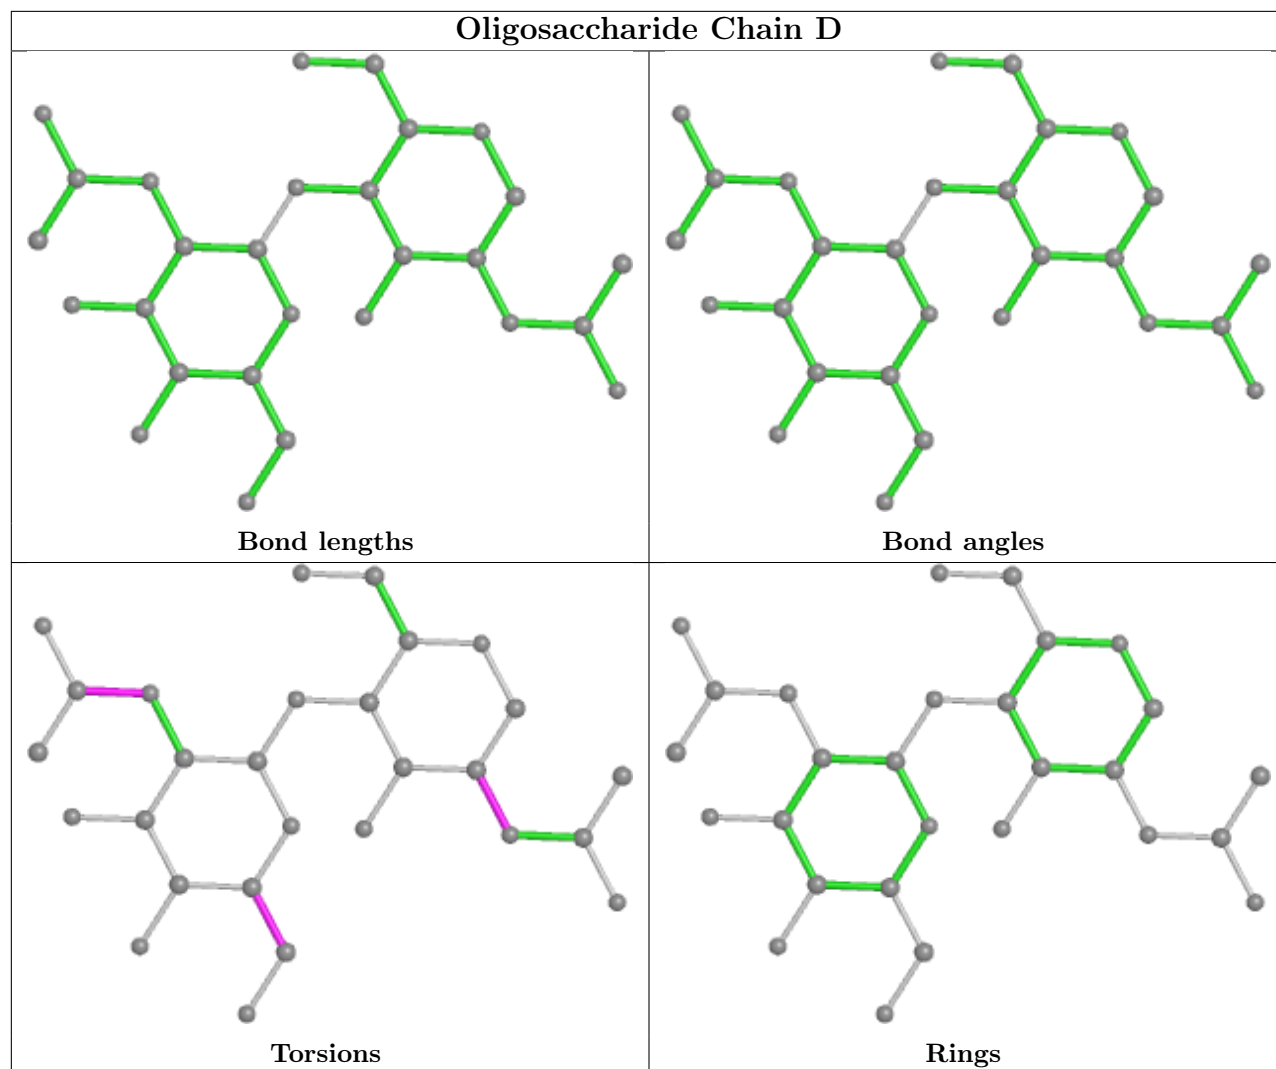 Oligosaccharide Chain D
Bond lengths
Bond angles
Torsions
Rings